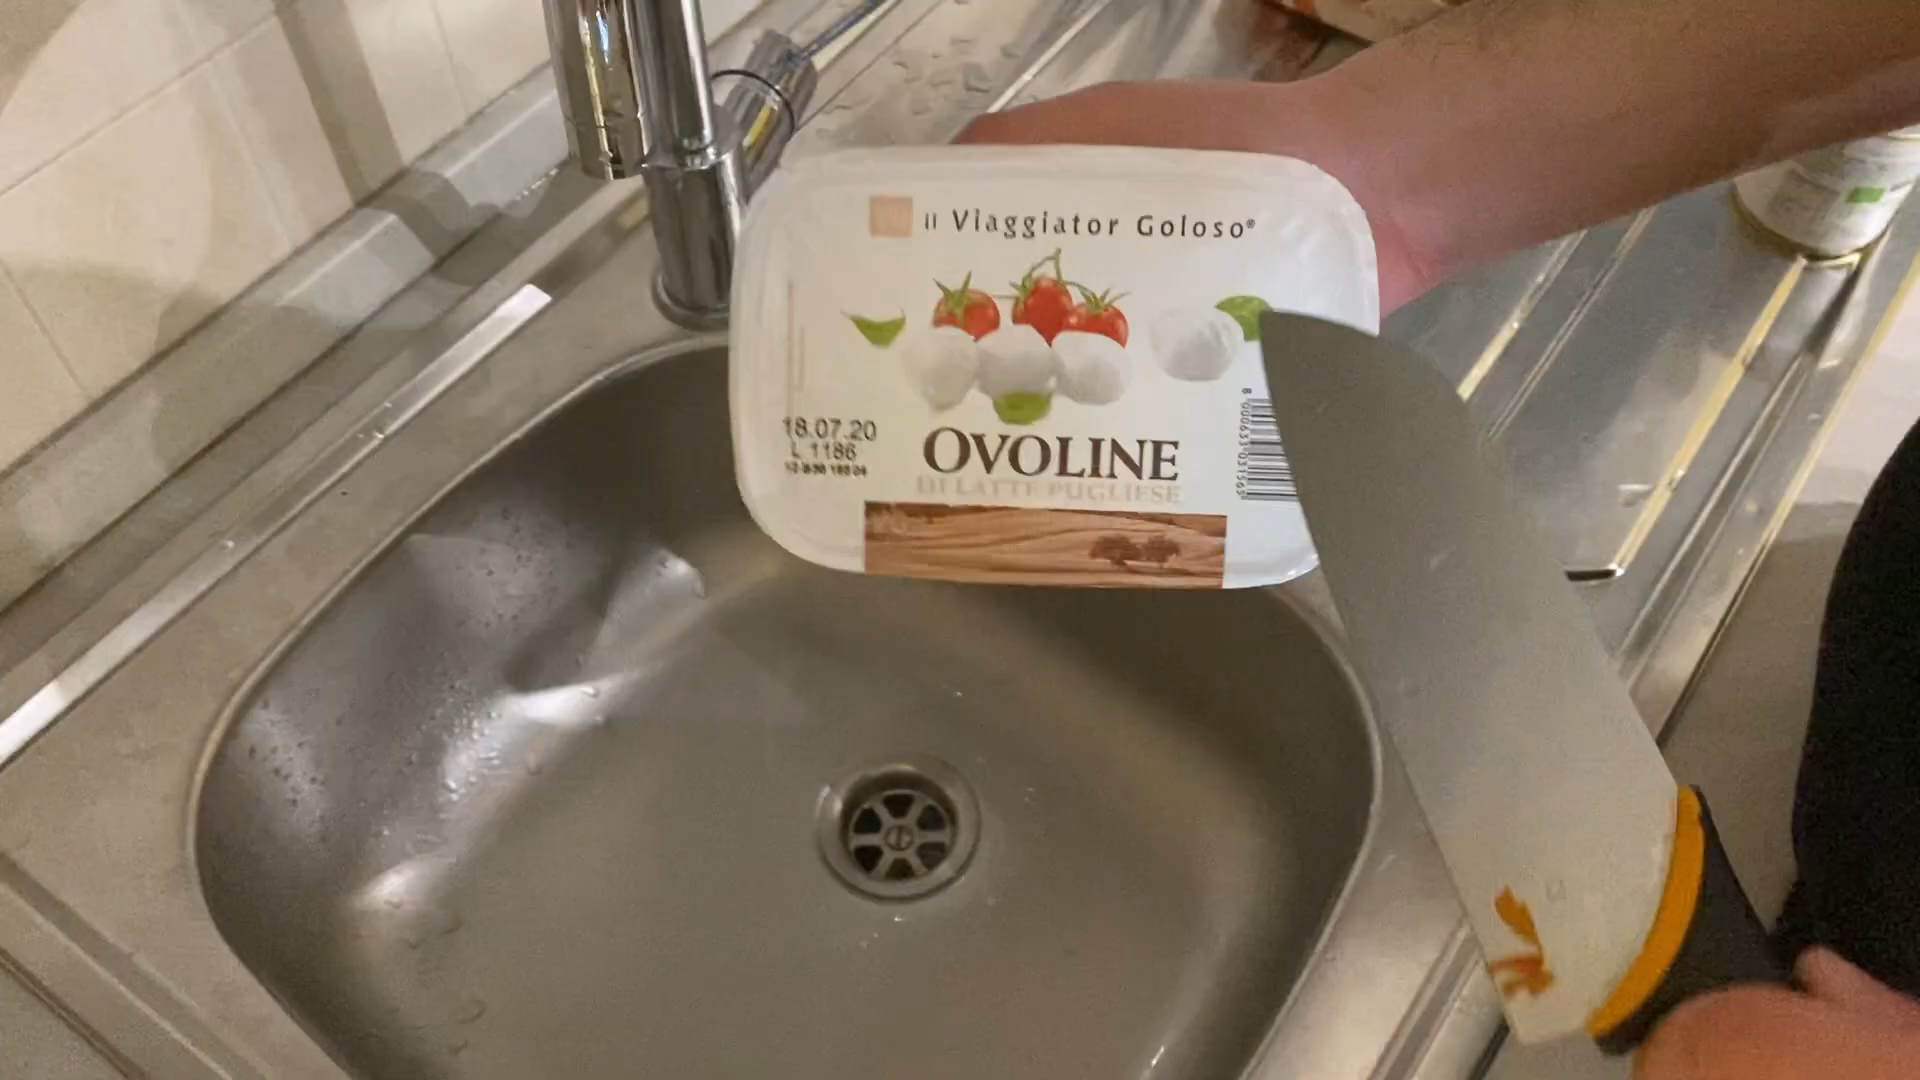 Il Viaggiator Goloso®
18.07.20
L 1186
OVOLINE
DI LATTE PUGLIESE